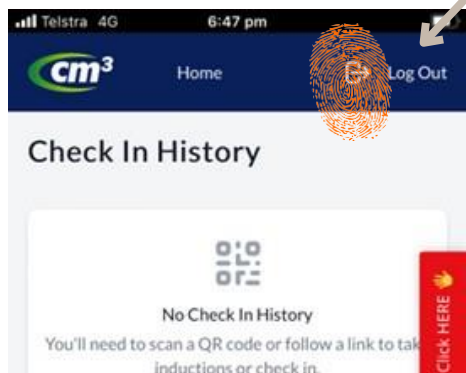 Telstra 4G 6:47 pm
cm³ Home Log Out
Check In History
No Check In History
You'll need to scan a QR code or follow a link to tak
inductions or check in.
Click HERE